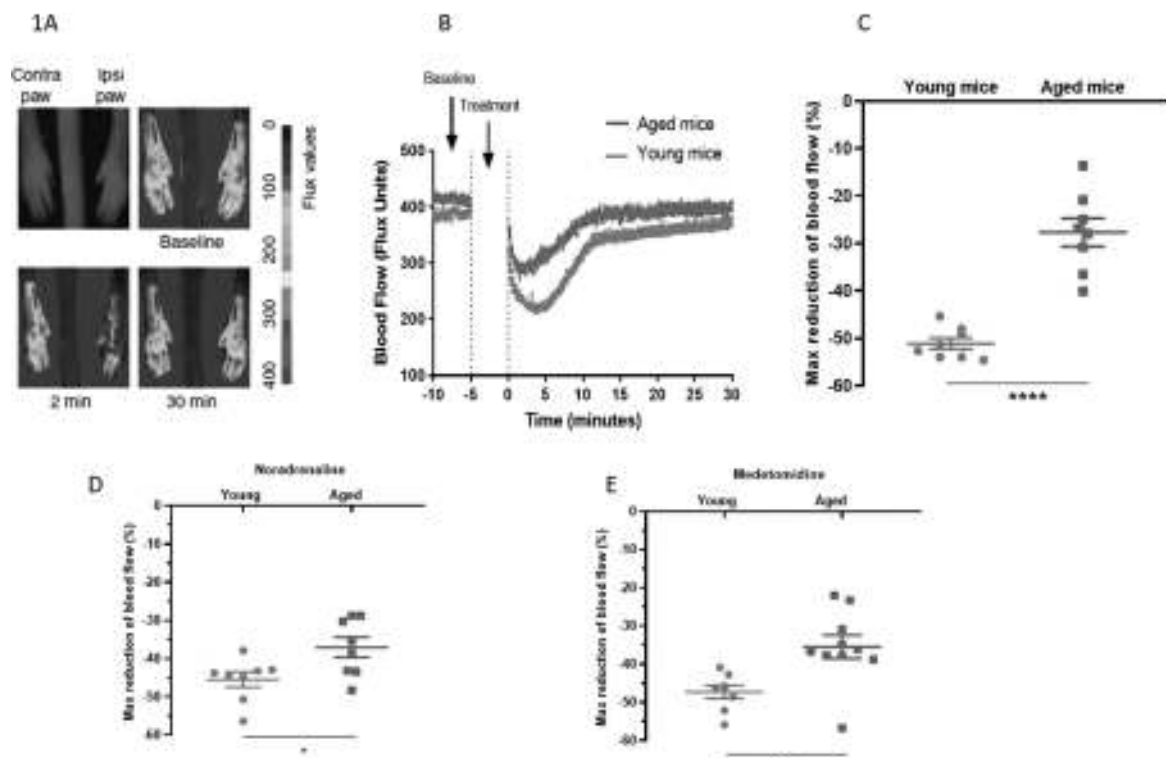 1A
Contra paw
Ipsi paw
Baseline
2 min
30 min
0
100
200
300
400
Flux values
B
Baseline
Treatment
Aged mice
Young mice
Blood Flow (Flux Units)
500
400
300
200
100
-10 -5 0 5 10 15 20 25 30
Time (minutes)
C
Young mice Aged mice
Max reduction of blood flow (%)
0
-10
-20
-30
-40
-50
-60
****
D
Noradrenaline
Young Aged
Max reduction of blood flow (%)
0
-10
-20
-30
-40
-50
-60
*
E
Medetomidine
Young Aged
Max reduction of blood flow (%)
0
-10
-20
-30
-40
-50
-60